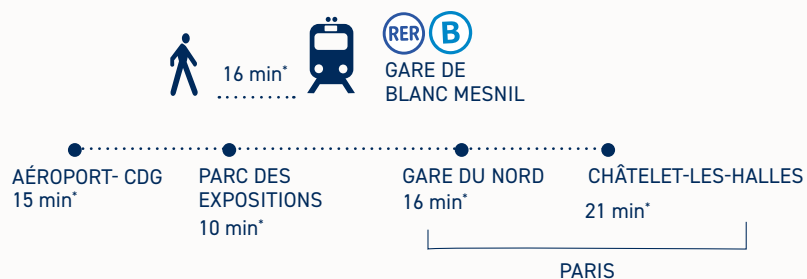 RER B
16 min*
GARE DE
BLANC MESNIL
AÉROPORT- CDG
15 min*
PARC DES
EXPOSITIONS
10 min*
GARE DU NORD
16 min*
CHÂTELET-LES-HALLES
21 min*
PARIS